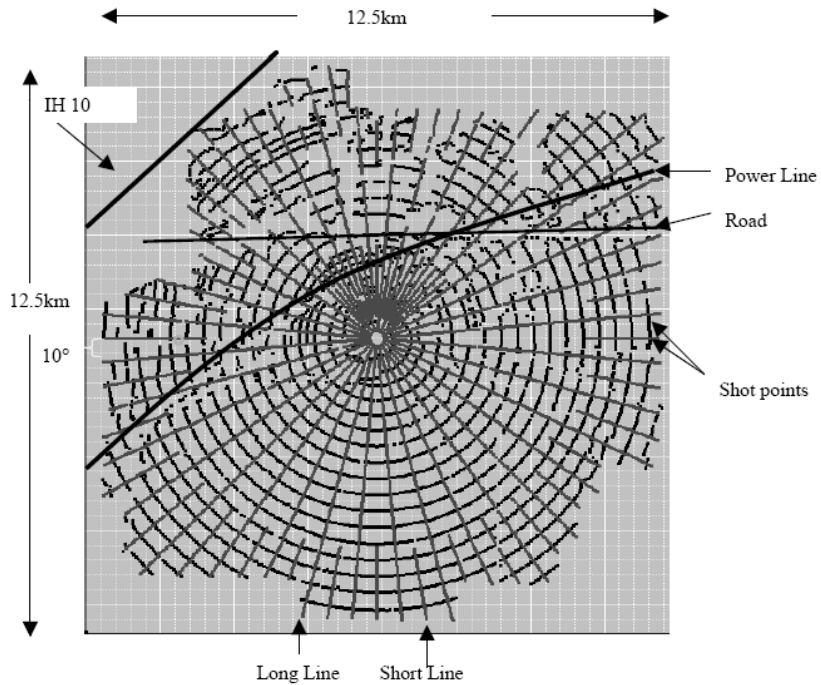 12.5km
IH 10
Power Line
Road
12.5km
10°
Shot points
Long Line
Short Line